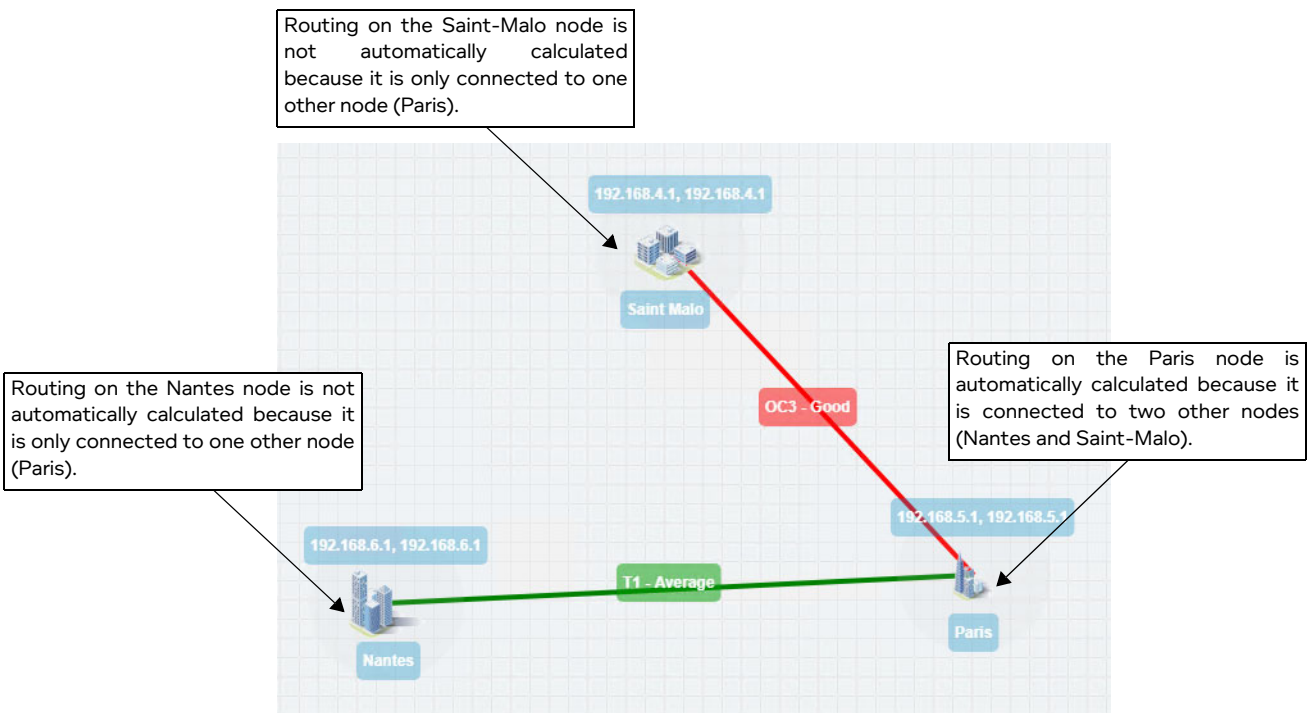 Routing on the Saint-Malo node is
not automatically calculated
because it is only connected to one
other node (Paris).
192.168.4.1, 192.168.4.1
Saint Malo
Routing on the Paris node is
automatically calculated because it
is connected to two other nodes
(Nantes and Saint-Malo).
Routing on the Nantes node is not
automatically calculated because it
is only connected to one other node
(Paris).
OC3 - Good
192.168.5.1, 192.168.5.1
192.168.6.1, 192.168.6.1
T1 - Average
Paris
Nantes